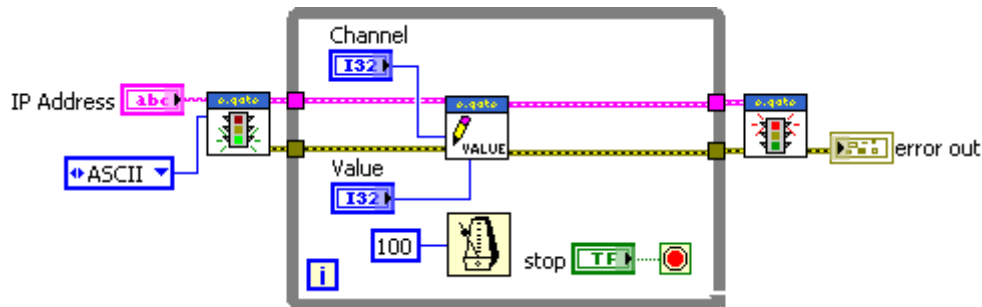 Channel
I32
IP Address abc
e.gate
e.gate
e.gate
VALUE
error out
ASCII
Value
I32
100
stop TF
i